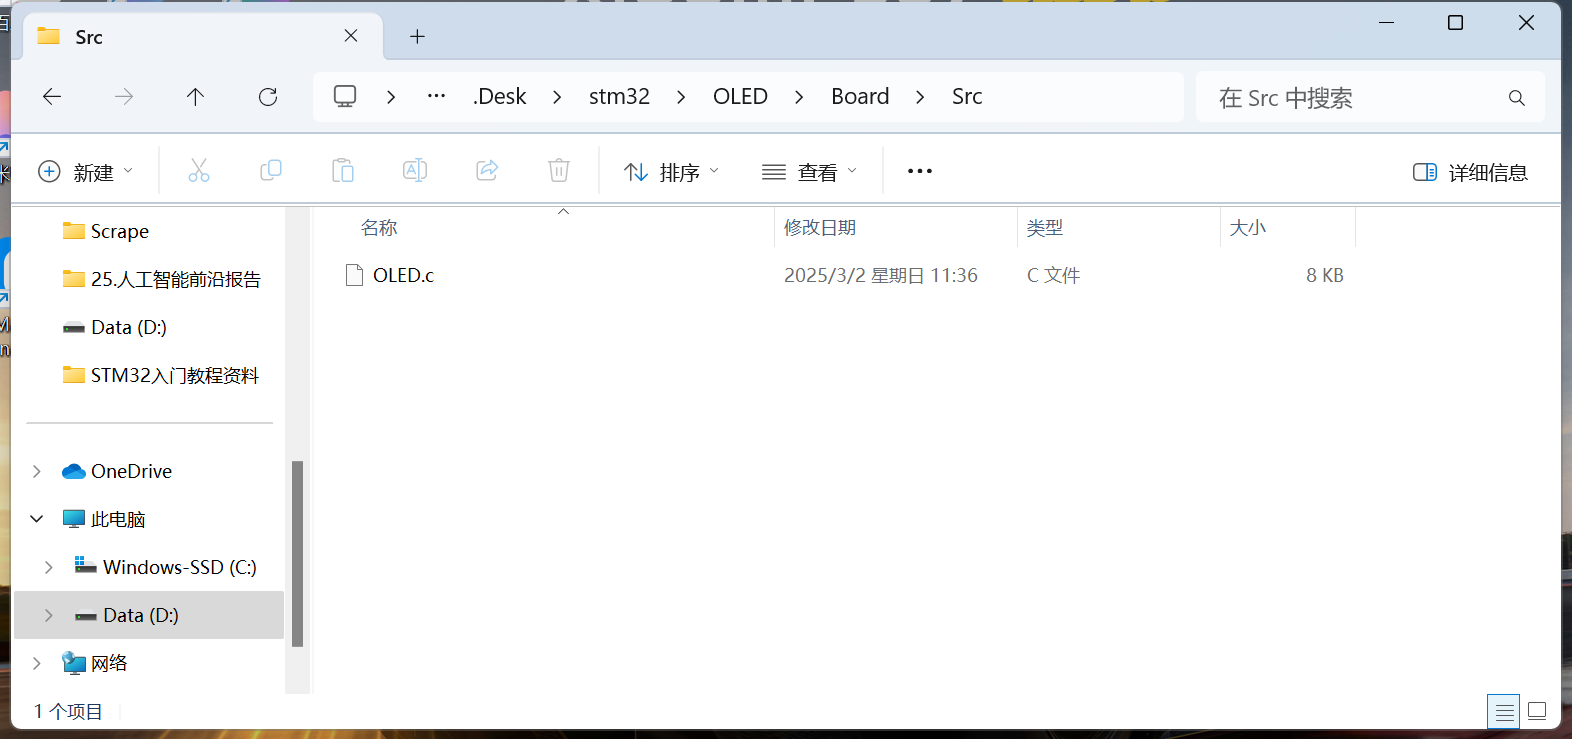 Src
.Desk
stm32
OLED
Board
Src
在 Src 中搜索
新建
排序
查看
详细信息
名称
修改日期
类型
大小
OLED.c
2025/3/2 星期日 11:36
C 文件
8 KB
Scrape
25.人工智能前沿报告
Data (D:)
STM32入门教程资料
OneDrive
此电脑
Windows-SSD (C:)
Data (D:)
网络
1 个项目